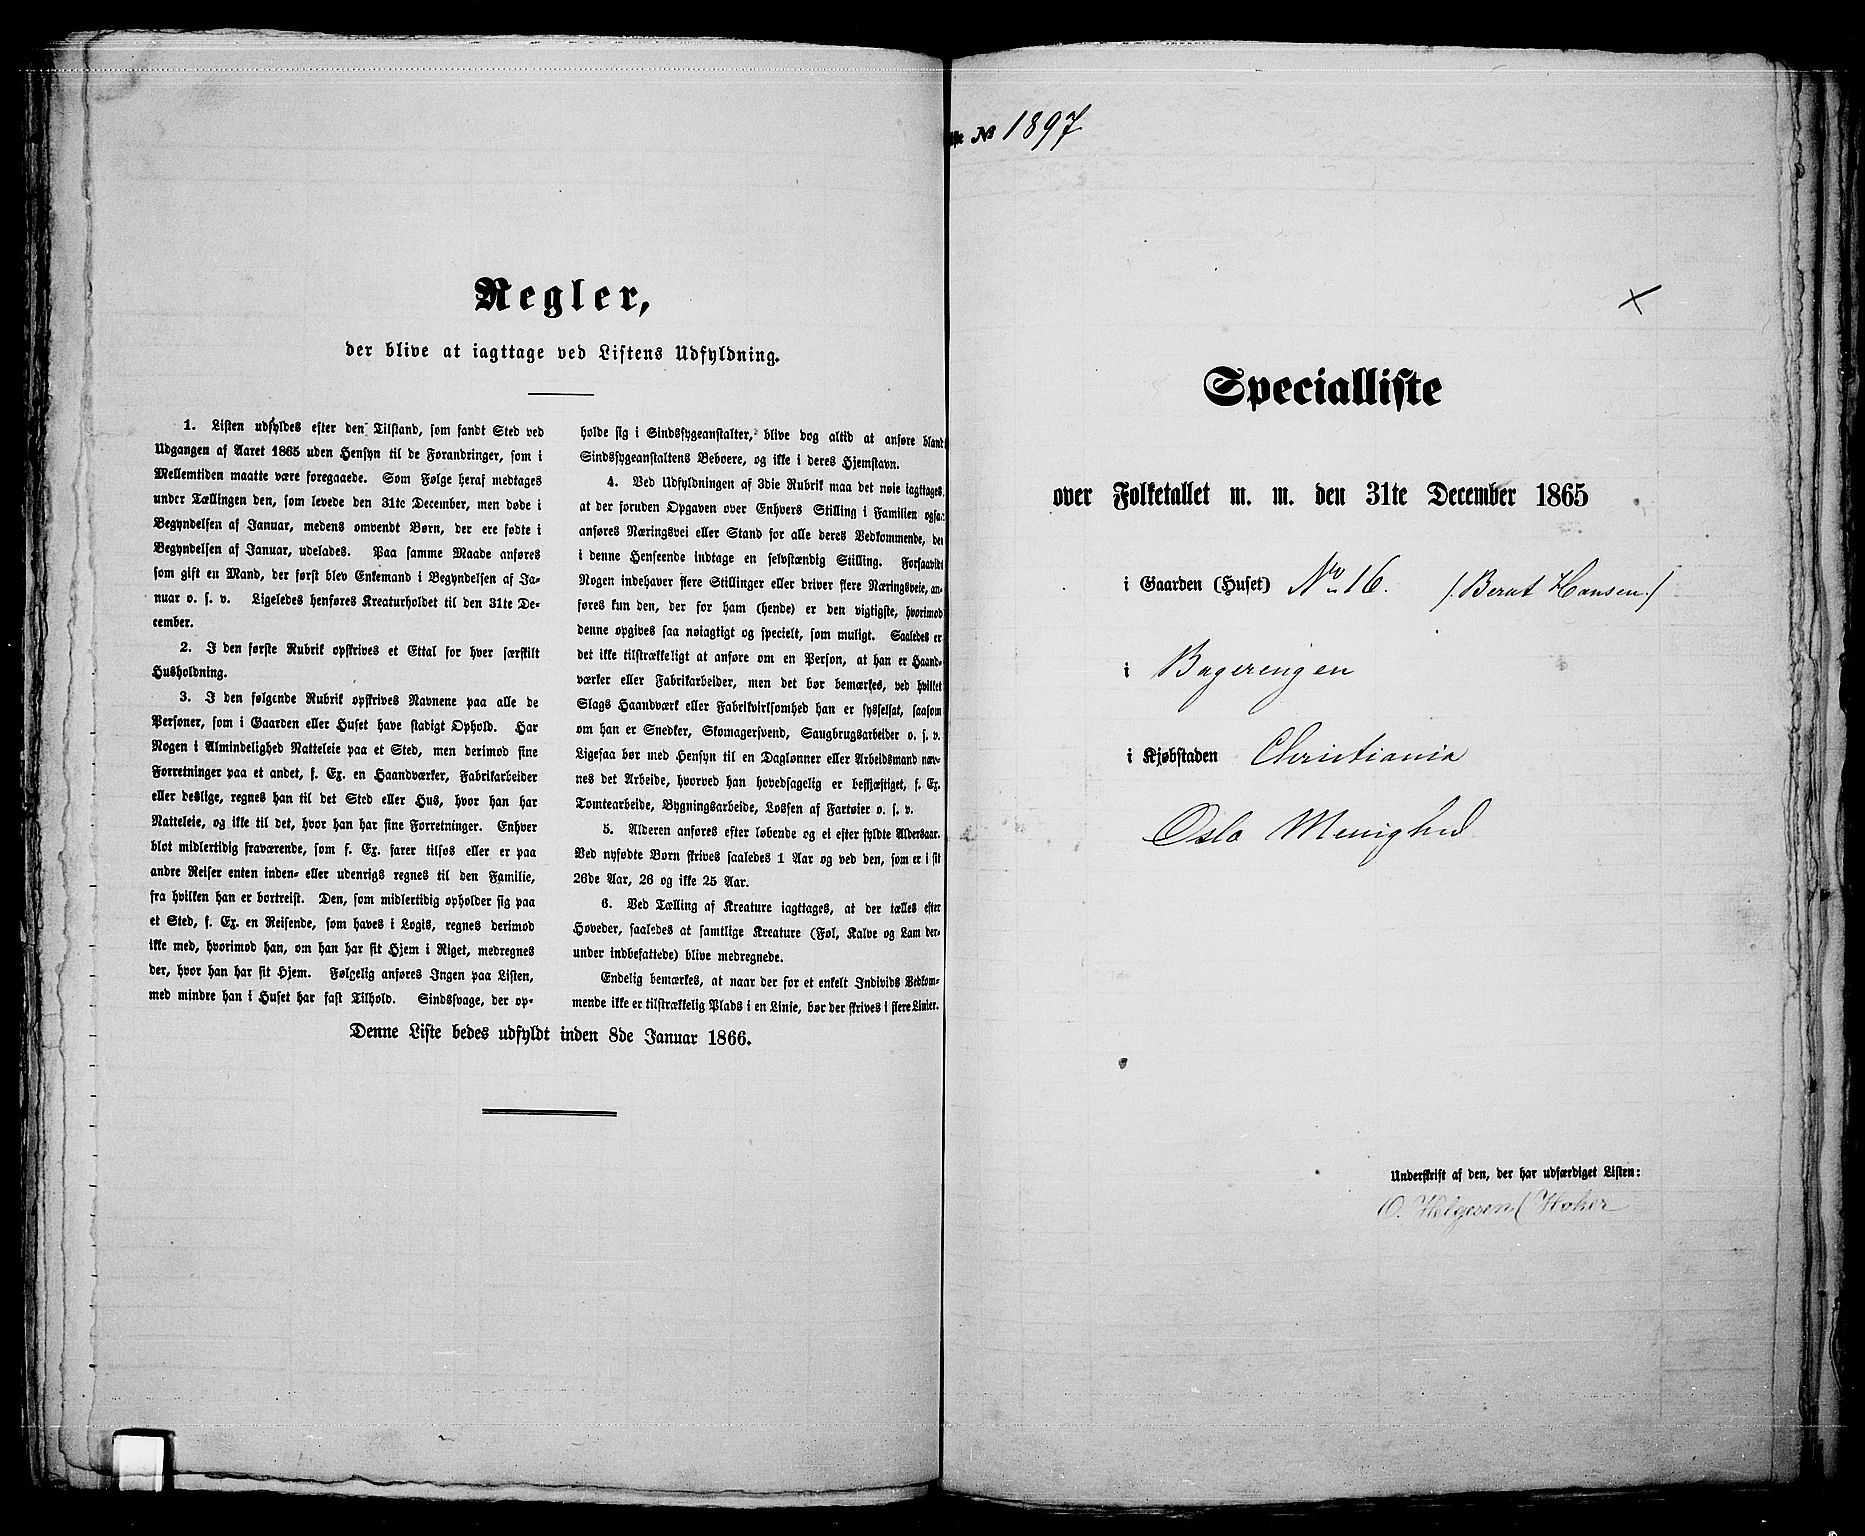 Regler,
der blive at iagttage ved Listens Udfyldning.
1. Listen udfyldes efter den Tilstand, som fandt Sted ved
Udgangen af Aaret 1865 uden Hensyn til de Forandringer, som i
Mellemtiden maatte være foregaaede. Som Følge heraf medtages
under Tællingen den, som levede den 31te December, men døde i
Begyndelsen af Januar, medens omvendt Børn, der ere fødte i
Begyndelsen af Januar, udelades. Paa samme Maade anføres
som gift en Mand, der først blev Enkemand i Begyndelsen af Ja-
nuar o. s. v. Ligeledes henføres Kreaturholdet til den 31te De-
cember.
2. I den første Rubrik opskrives et Ettal for hver særskilt
Husholdning.
3. I den følgende Rubrik opskrives Navnene paa alle de
Personer, som i Gaarden eller Huset have stadigt Ophold. Har
Nogen i Almindelighed Natteleie paa et Sted, men derimod sine
Forretninger paa et andet, s. Ex. en Haandværker, Fabrikarbeider
eller deslige, regnes han til det Sted eller Hus, hvor han har
Natteleie, og ikke til det, hvor han har sine Forretninger. Enhver
blot midlertidig fraværende, som f. Ex. farer tilsøs eller er paa
andre Reiser enten inden- eller udenrigs regnes til den Familie,
fra hvilken han er bortreist. Den, som midlertidig opholder sig paa
et Sted, f. Ex. en Reisende, som haves i Logis, regnes derimod
ikke med, hvorimod han, om han har sit Hjem i Riget, medregnes
der, hvor han har sit Hjem. Følgelig anføres Ingen paa Listen,
med mindre han i Huset har fast Tilhold. Sindssvage, der op-
holde sig i Sindssygeanstalter, blive dog altid at anføre bland
Sindssygeanstaltens Beboere, og ikke i deres Hjemstavn.
4. Ved Udfyldningen af 3die Rubrik maa det nøie iagttages,
at der foruden Opgaven over Enhvers Stilling i Familien ogsaa
anføres Næringsvei eller Stand for alle deres Vedkommende, der
i denne Henseende indtage en selvstændig Stilling. Forsaavidt
Nogen indehaver flere Stillinger eller driver flere Næringsveie, an-
føres kun den, der for ham (hende) er den vigtigste, hvorimod
denne opgives saa nøiagtigt og specielt, som muligt. Saaledes er
det ikke tilstrækkeligt at anføre om en Person, at han er Haand-
værker eller Fabrikarbeider, men det bør bemærkes, ved hvilket
Slags Haandværk eller Fabrikvirksomhed han er sysselsat, saasom
om han er Snedker, Skomagersvend, Saugbrugsarbeider o. s. v.
Ligesaa bør med Hensyn til en Daglønner eller Arbeidsmand næv-
nes det Arbeide, hvorved han hovedsagelig er beskjæftiget, f. Ex.
Tomtearbeide, Bygningsarbeide, Lossen af Fartøier o. s. v.
5. Alderen anføres efter løbende og ei efter fyldte Aldersaar.
Ved nyfødte Børn skrives saaledes 1 Aar og ved den, som er i sit
26de Aar, 26 og ikke 25 Aar.
6. Ved Tælling af Kreature iagttages, at der tælles efter
Hoveder, saaledes at samtlige Kreature (Føl, Kalve og Lam der-
under indbefattede) blive medregnede.
Endelig bemærkes, at naar der for et enkelt Individs Vedkom-
mende ikke er tilstrækkelig Plads i en Linie, bør der skrives i flere Linier.
Denne Liste bedes udfyldt inden 8de Januar 1866.
№ 1897
Specialliste
over Folketallet m. m. den 31te December 1865
i Gaarden (Huset) No 16. /: Bernt Hansen :/
i Bagerengen
i Kjøbstaden Christiania
Oslo Menighed
Underskrift af den, der har udfærdiget Listen:
O. Helgesen (Høker